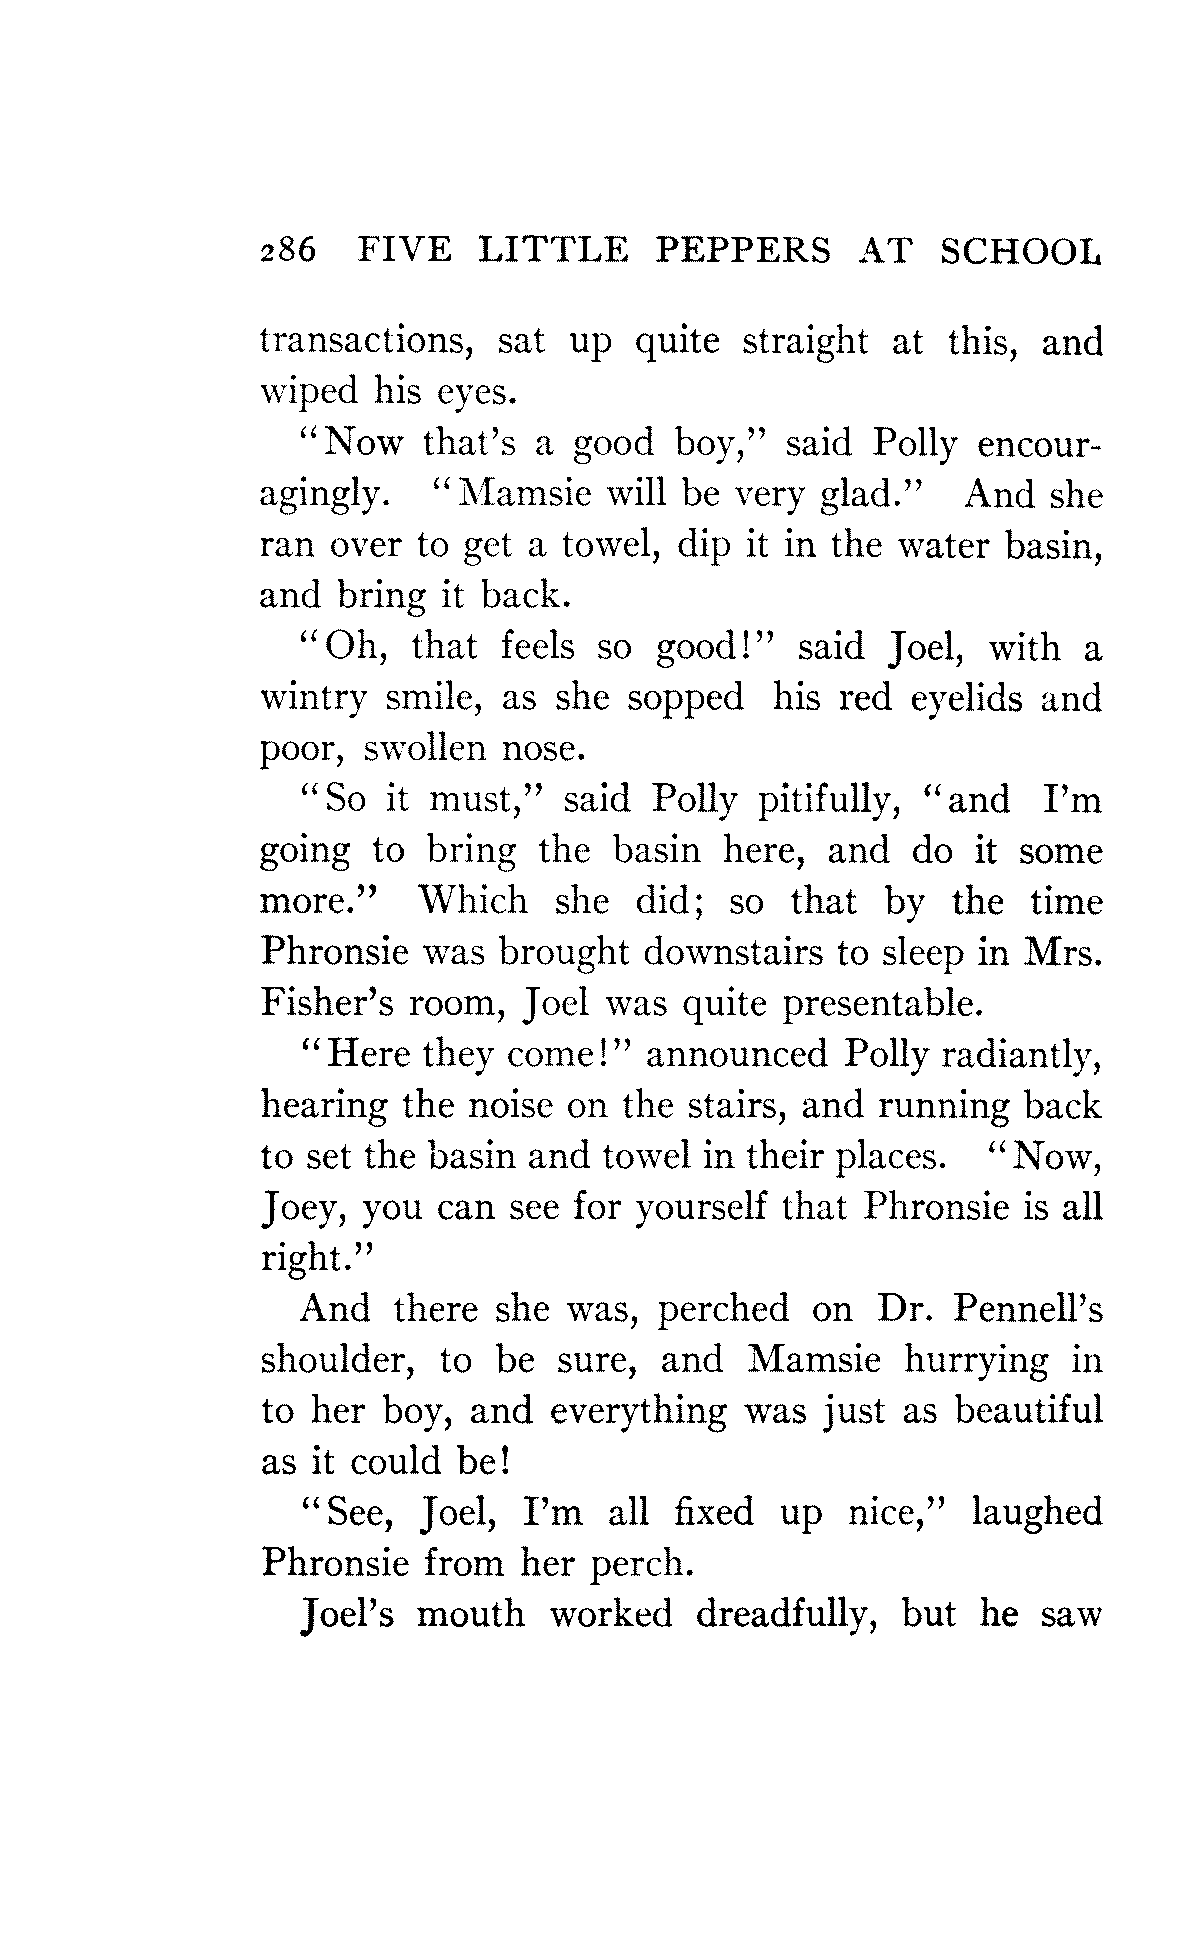 286 FIVE LITTLE PEPPERS AT SCHOOL
transactions, sat up quite straight at this, and
wiped his eyes.
"Now that's a good boy," said Polly encour-
agingly. "Mamsie will be very glad." And she
ran over to get a towel, dip it in the water basin,
and bring it back.
"Oh, that feels so good!" said Joel, with a
wintry smile, as she sopped his red eyelids and
poor, swollen nose.
"So it must," said Polly pitifully, "and I'm
going to bring the basin here, and do it some
more." Which she did; so that by the time
Phronsie was brought downstairs to sleep in Mrs.
Fisher's room, Joel was quite presentable.
"Here they come!" announced Polly radiantly,
hearing the noise on the stairs, and running back
to set the basin and towel in their places. "Now,
Joey, you can see for yourself that Phronsie is all
right."
And there she was, perched on Dr. Pennell's
shoulder, to be sure, and Mamsie hurrying in
to her boy, and everything was just as beautiful
as it could be!
"See, Joel, I'm all fixed up nice," laughed
Phronsie from her perch.
Joel's mouth worked dreadfully, but he saw